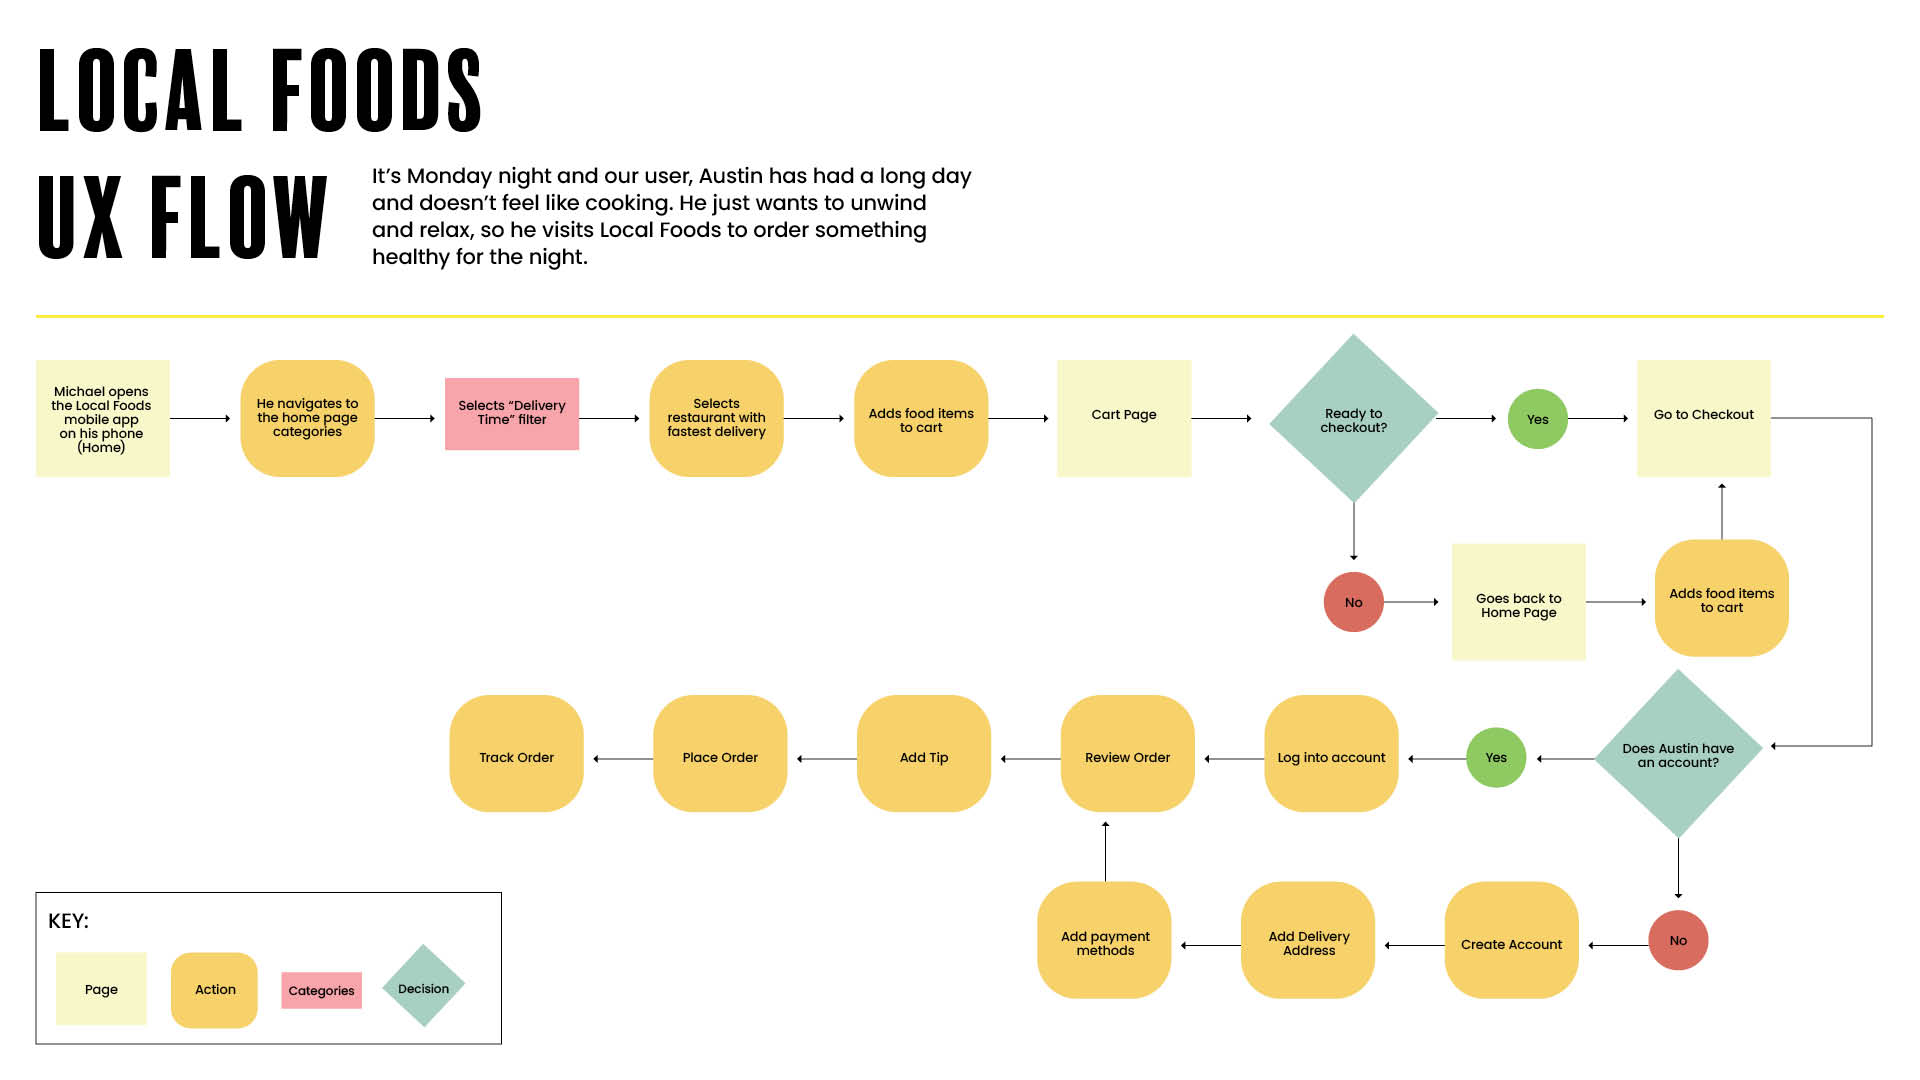 LOCAL FOODS
UX FLOW
It’s Monday night and our user, Austin has had a long day
and doesn’t feel like cooking. He just wants to unwind
and relax, so he visits Local Foods to order something
healthy for the night.
Michael opens
the Local Foods
mobile app
on his phone
(Home)
He navigates to
the home page
categories
Selects “Delivery
Time” filter
Selects
restaurant with
fastest delivery
Adds food items
to cart
Cart Page
Ready to
checkout?
Yes
Go to Checkout
No
Goes back to
Home Page
Adds food items
to cart
Does Austin have
an account?
Yes
Log into account
Review Order
Add Tip
Place Order
Track Order
No
Create Account
Add Delivery
Address
Add payment
methods
KEY:
Page
Action
Categories
Decision